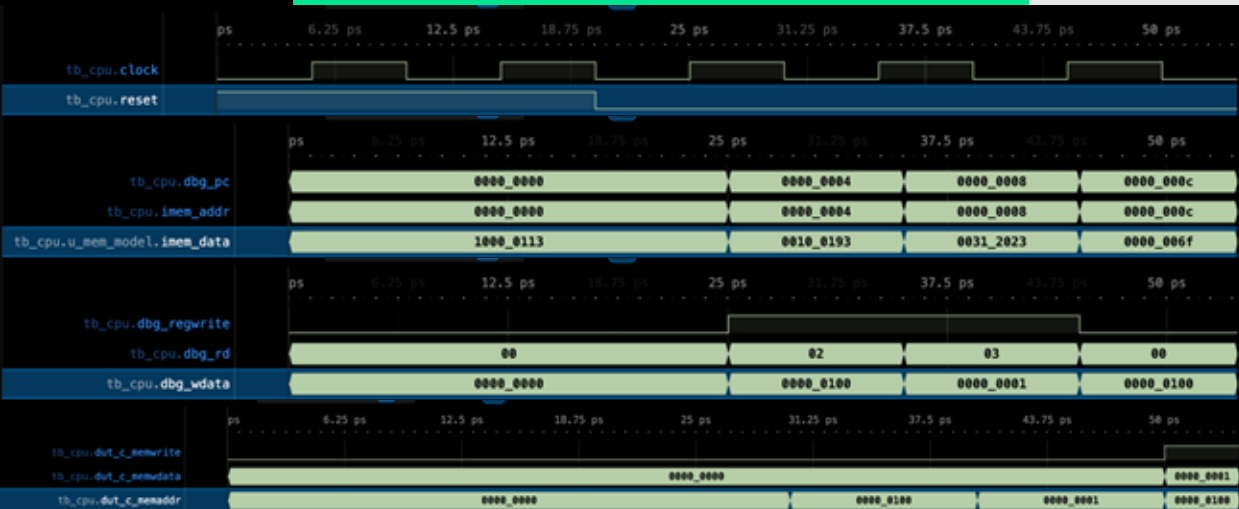 ps 6.25 ps 12.5 ps 18.75 ps 25 ps 31.25 ps 37.5 ps 43.75 ps 50 ps
tb_cpu.clock
tb_cpu.reset
ps 6.25 ps 12.5 ps 18.75 ps 25 ps 31.25 ps 37.5 ps 43.75 ps 50 ps
tb_cpu.dbg_pc 0000_0000 0000_0004 0000_0008 0000_000c
tb_cpu.imem_addr 0000_0000 0000_0004 0000_0008 0000_000c
tb_cpu.u_mem_model.imem_data 1000_0113 0010_0193 0031_2023 0000_006f
ps 6.25 ps 12.5 ps 18.75 ps 25 ps 31.25 ps 37.5 ps 43.75 ps 50 ps
tb_cpu.dbg_regwrite
tb_cpu.dbg_rd 00 02 03 00
tb_cpu.dbg_wdata 0000_0000 0000_0100 0000_0001 0000_0100
ps 6.25 ps 12.5 ps 18.75 ps 25 ps 31.25 ps 37.5 ps 43.75 ps 50 ps
tb_cpu.dut_c_memwrite
tb_cpu.dut_c_memwdata 0000_0000 0000_0001
tb_cpu.dut_c_memaddr 0000_0000 0000_0100 0000_0001 0000_0100